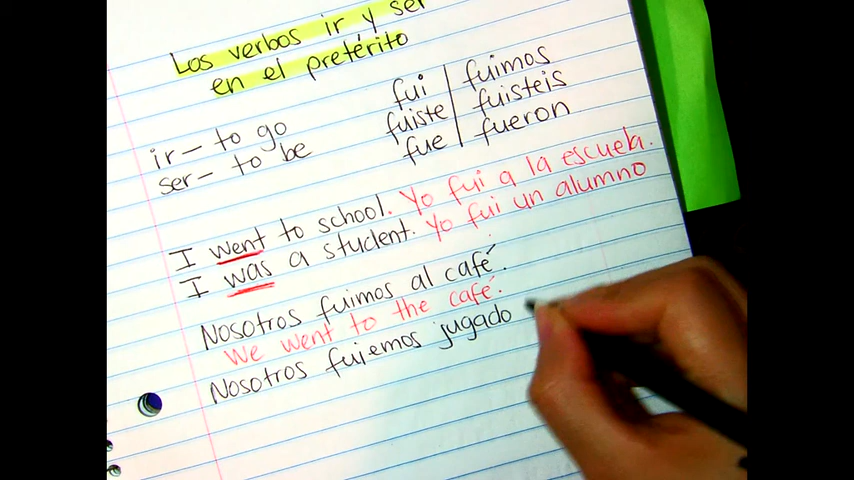 Los verbos ir y ser
en el pretérito
ir – to go
ser – to be
fui | fuimos
fuiste | fuisteis
fue | fueron
I went to school. Yo fui a la escuela.
I was a student. Yo fui un alumno
Nosotros fuimos al café.
We went to the café.
Nosotros fuiemos jugado